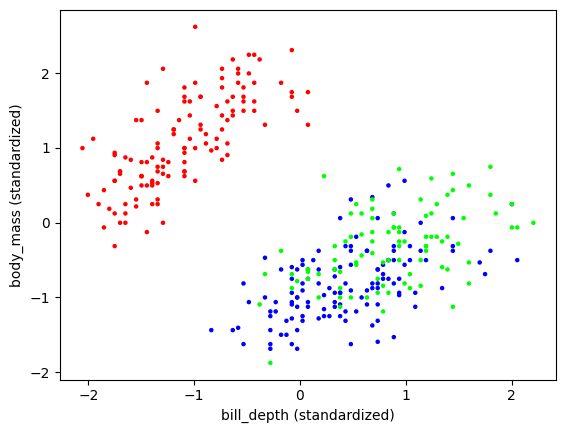 2
1
0
−1
−2
body_mass (standardized)
−2 −1 0 1 2
bill_depth (standardized)